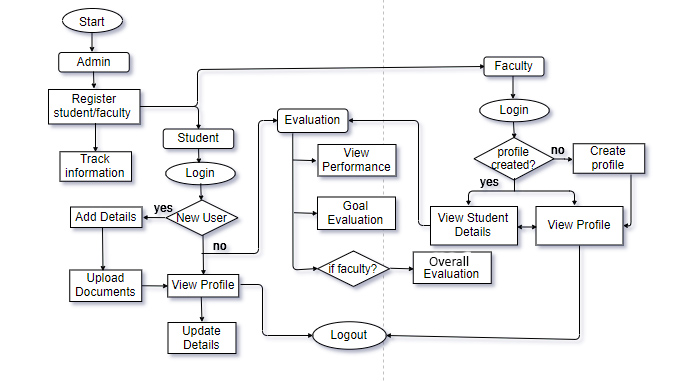 Start
Admin
Faculty
Register
student/faculty
Login
Evaluation
Student
profile
created?
no
Create
profile
Track
information
View
Performance
Login
yes
yes
New User
Add Details
Goal
Evaluation
View Student
Details
View Profile
no
if faculty?
Overall
Evaluation
Upload
Documents
View Profile
Update
Details
Logout